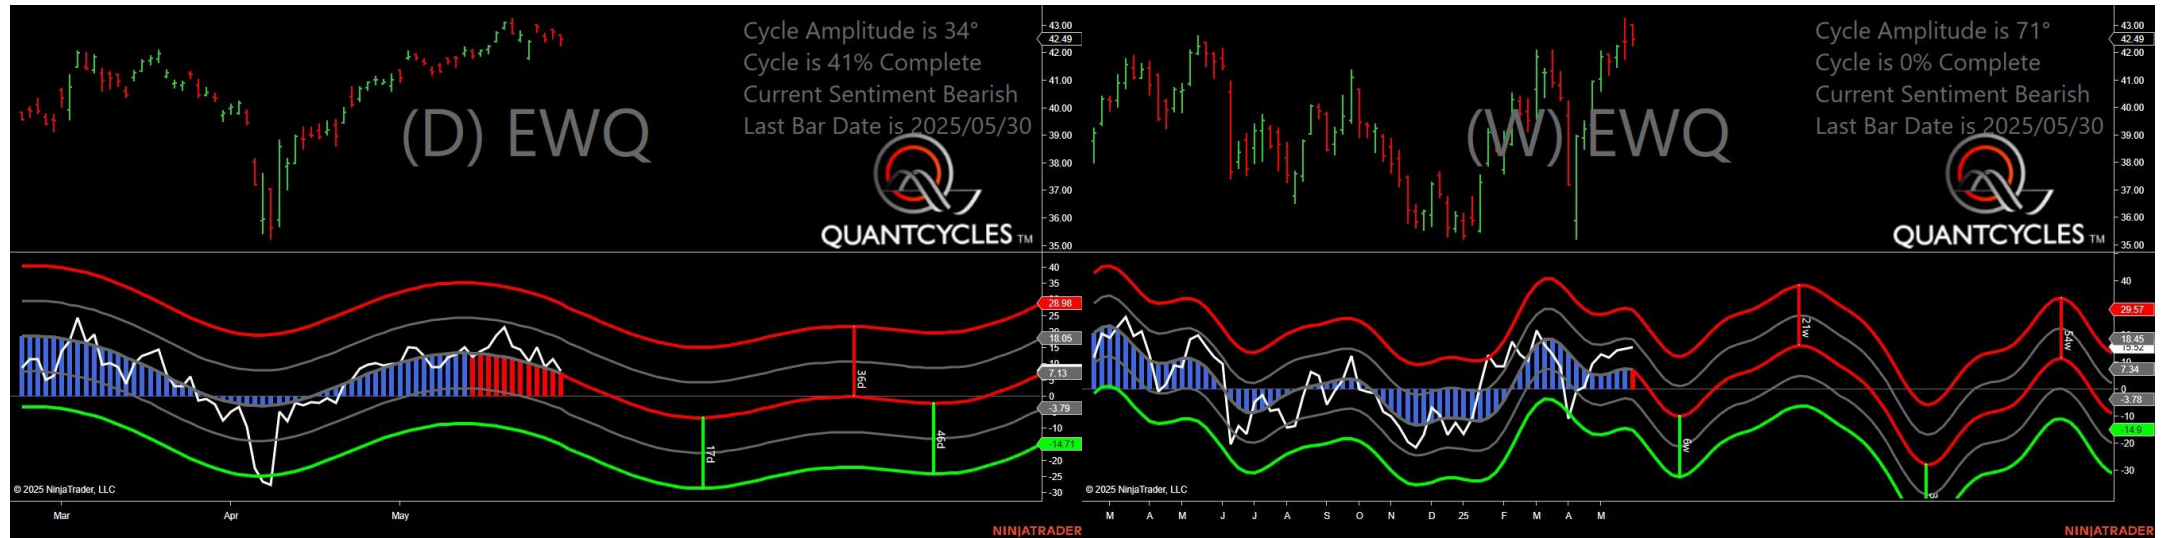 Cycle Amplitude is 34°
Cycle is 41% Complete
Current Sentiment Bearish
Last Bar Date is 2025/05/30
(D) EWQ
QUANTCYCLES TM
43.00
42.49
42.00
41.00
40.00
39.00
38.00
37.00
36.00
35.00
40
35
28.98
25
18.05
15
7.13
0
-3.79
-10
-14.71
-20
-25
-30
17d
36d
46d
© 2025 NinjaTrader, LLC
Mar Apr May
NINJATRADER
Cycle Amplitude is 71°
Cycle is 0% Complete
Current Sentiment Bearish
Last Bar Date is 2025/05/30
(W) EWQ
QUANTCYCLES TM
43.00
42.49
42.00
41.00
40.00
39.00
38.00
37.00
36.00
35.00
40
29.57
18.45
15.52
7.34
0
-3.78
-10
-14.9
-20
-30
6w
21w
54w
© 2025 NinjaTrader, LLC
M A M J J A S O N D 25 F M A M
NINJATRADER